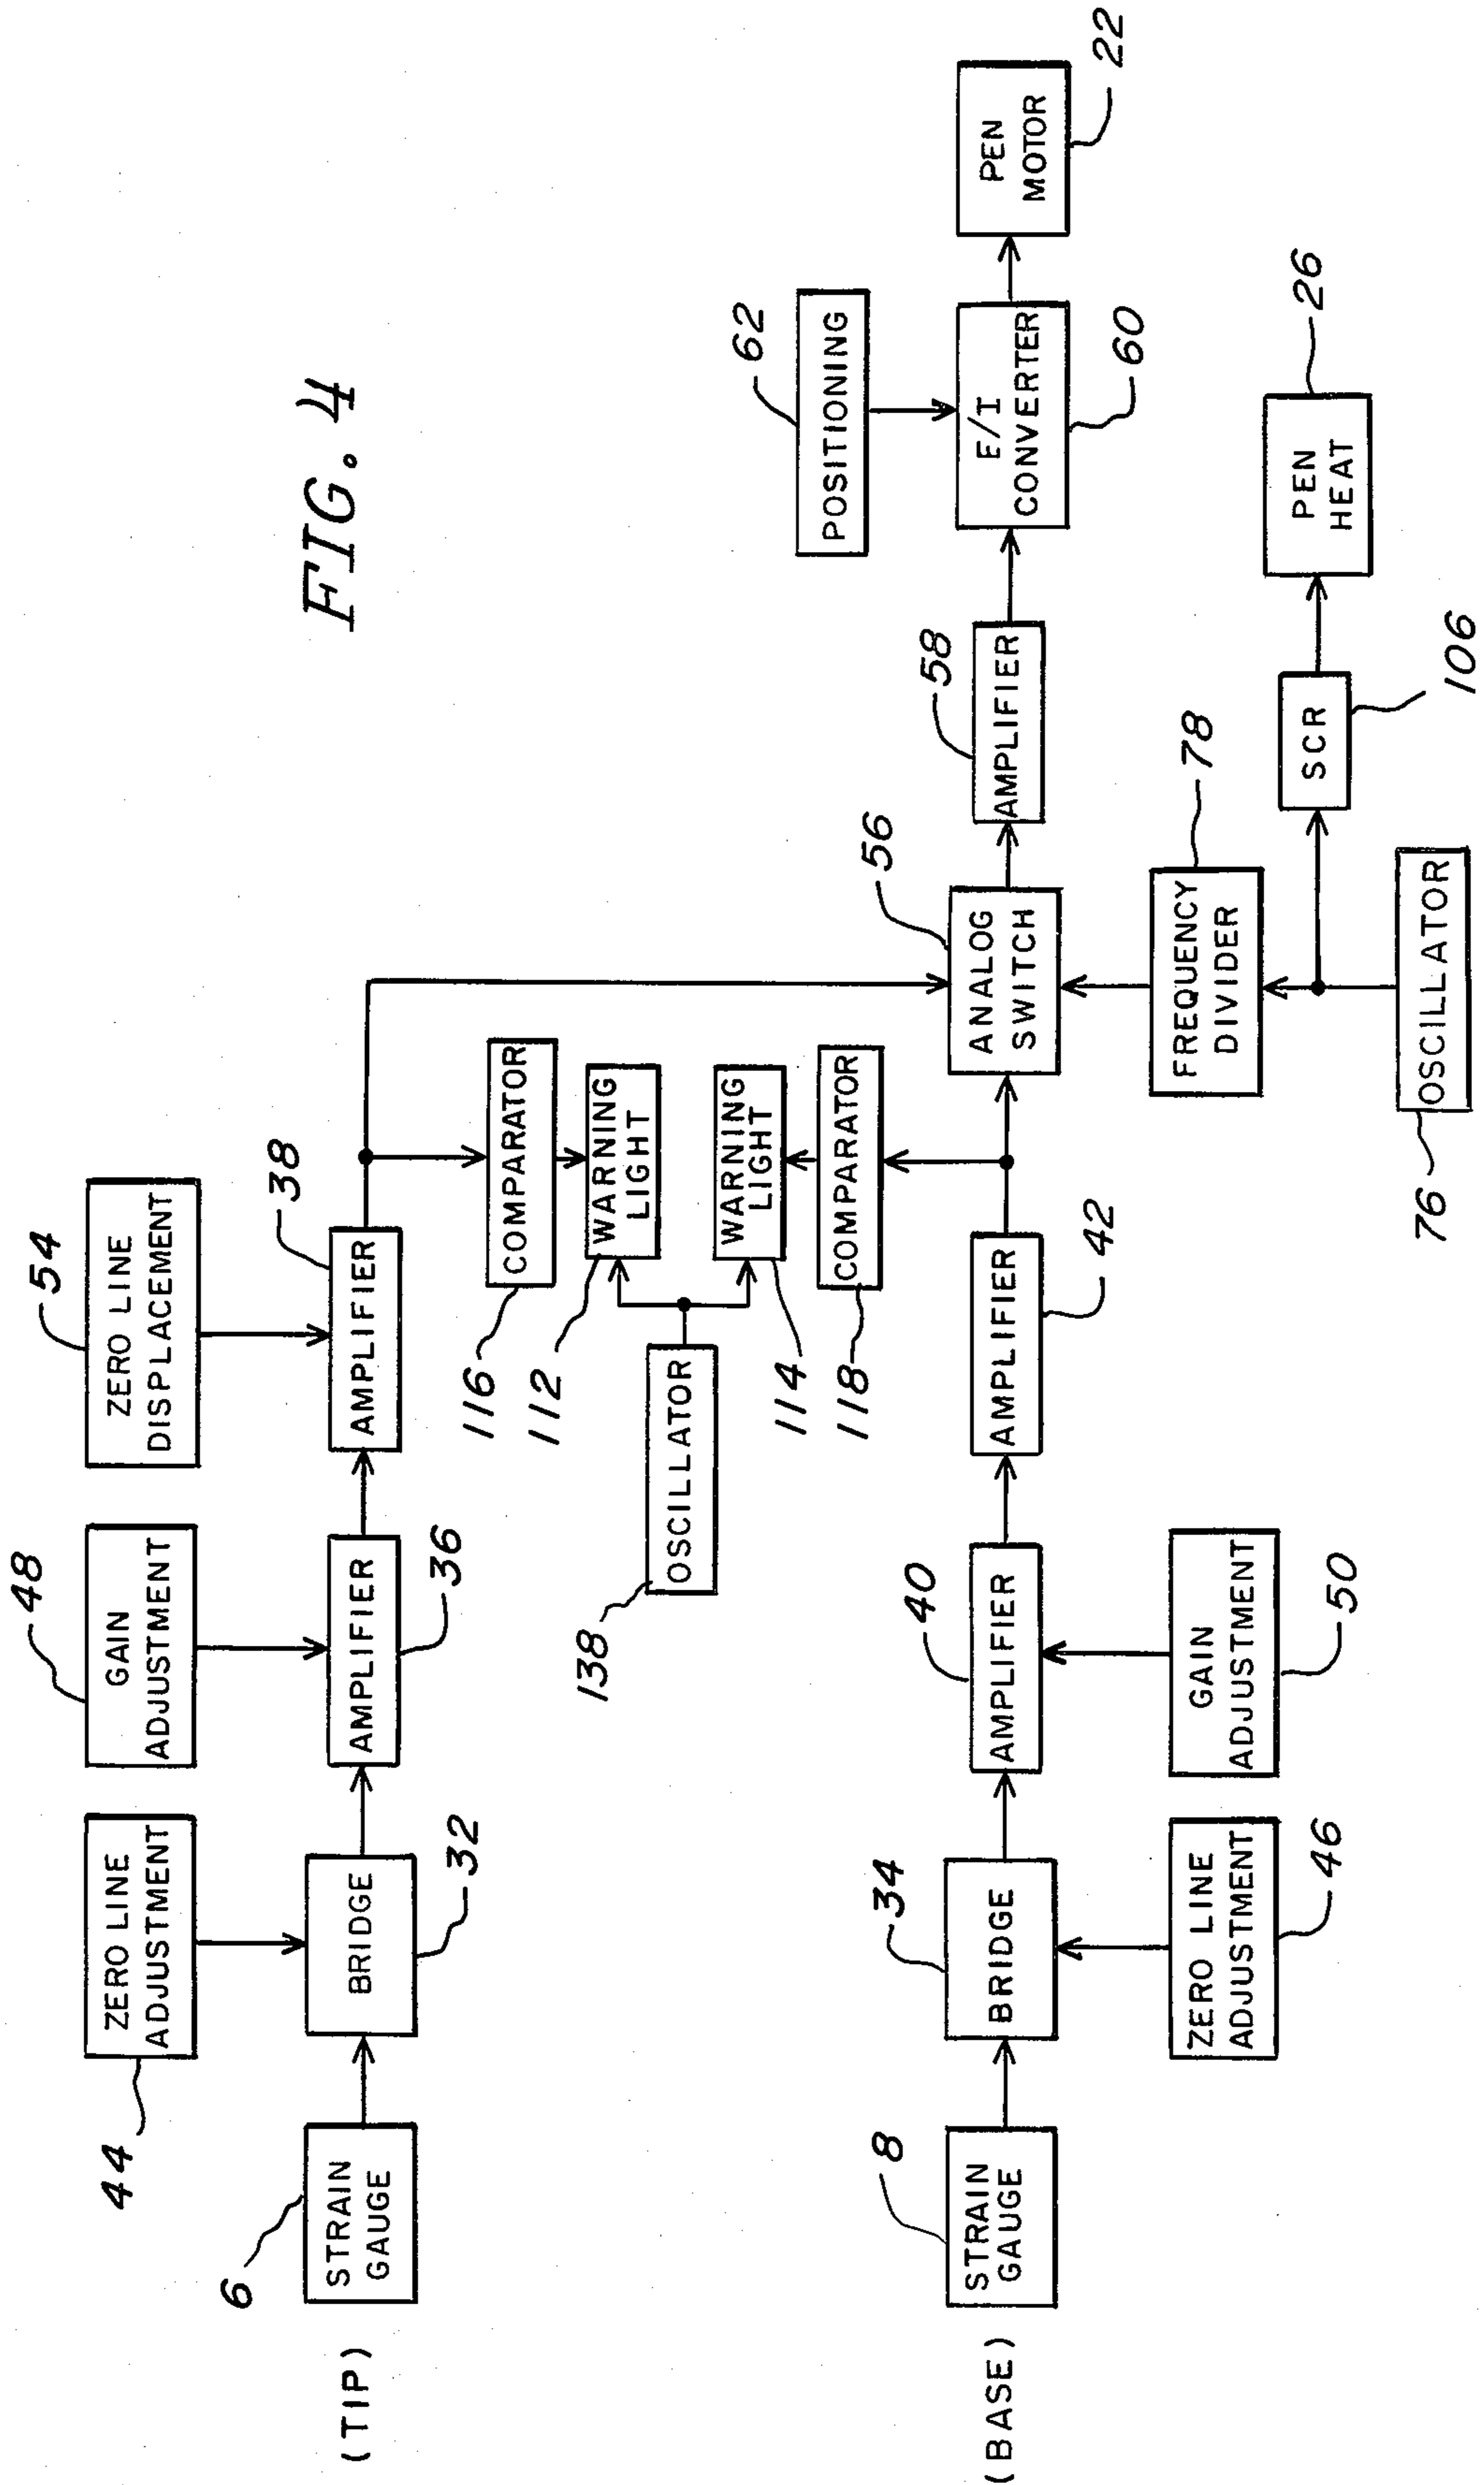 FIG. 4
44
ZERO LINE
ADJUSTMENT
48
GAIN
ADJUSTMENT
54
ZERO LINE
DISPLACEMENT
(TIP)
6
STRAIN
GAUGE
BRIDGE
32
AMPLIFIER
36
AMPLIFIER
38
116
COMPARATOR
112
WARNING
LIGHT
138
OSCILLATOR
114
WARNING
LIGHT
118
COMPARATOR
(BASE)
8
STRAIN
GAUGE
34
BRIDGE
40
AMPLIFIER
AMPLIFIER
42
56
ANALOG
SWITCH
58
AMPLIFIER
62
POSITIONING
E/I
CONVERTER
60
PEN
MOTOR
22
ZERO LINE
ADJUSTMENT
46
GAIN
ADJUSTMENT
50
FREQUENCY
DIVIDER
78
SCR
106
PEN
HEAT
26
76
OSCILLATOR